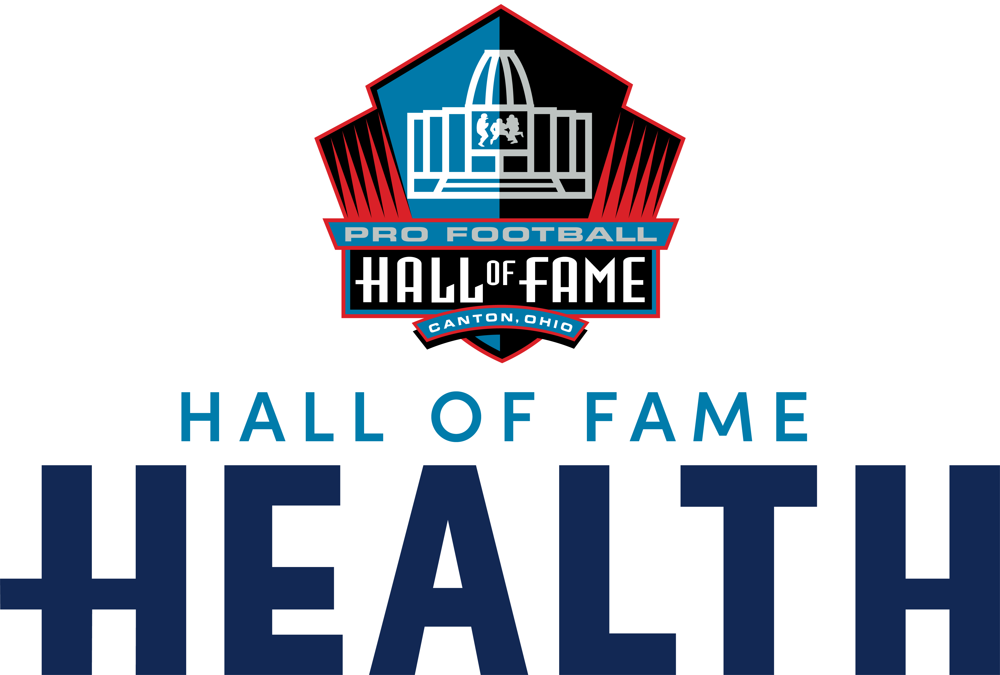 PRO FOOTBALL
HALL OF FAME
CANTON, OHIO
HALL OF FAME
HEALTH